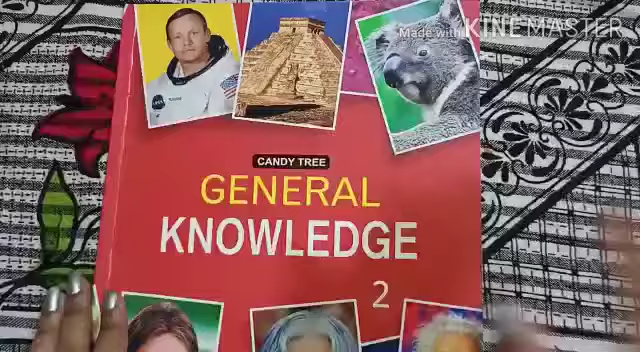 Made with KINEMASTER
CANDY TREE
GENERAL
KNOWLEDGE
2